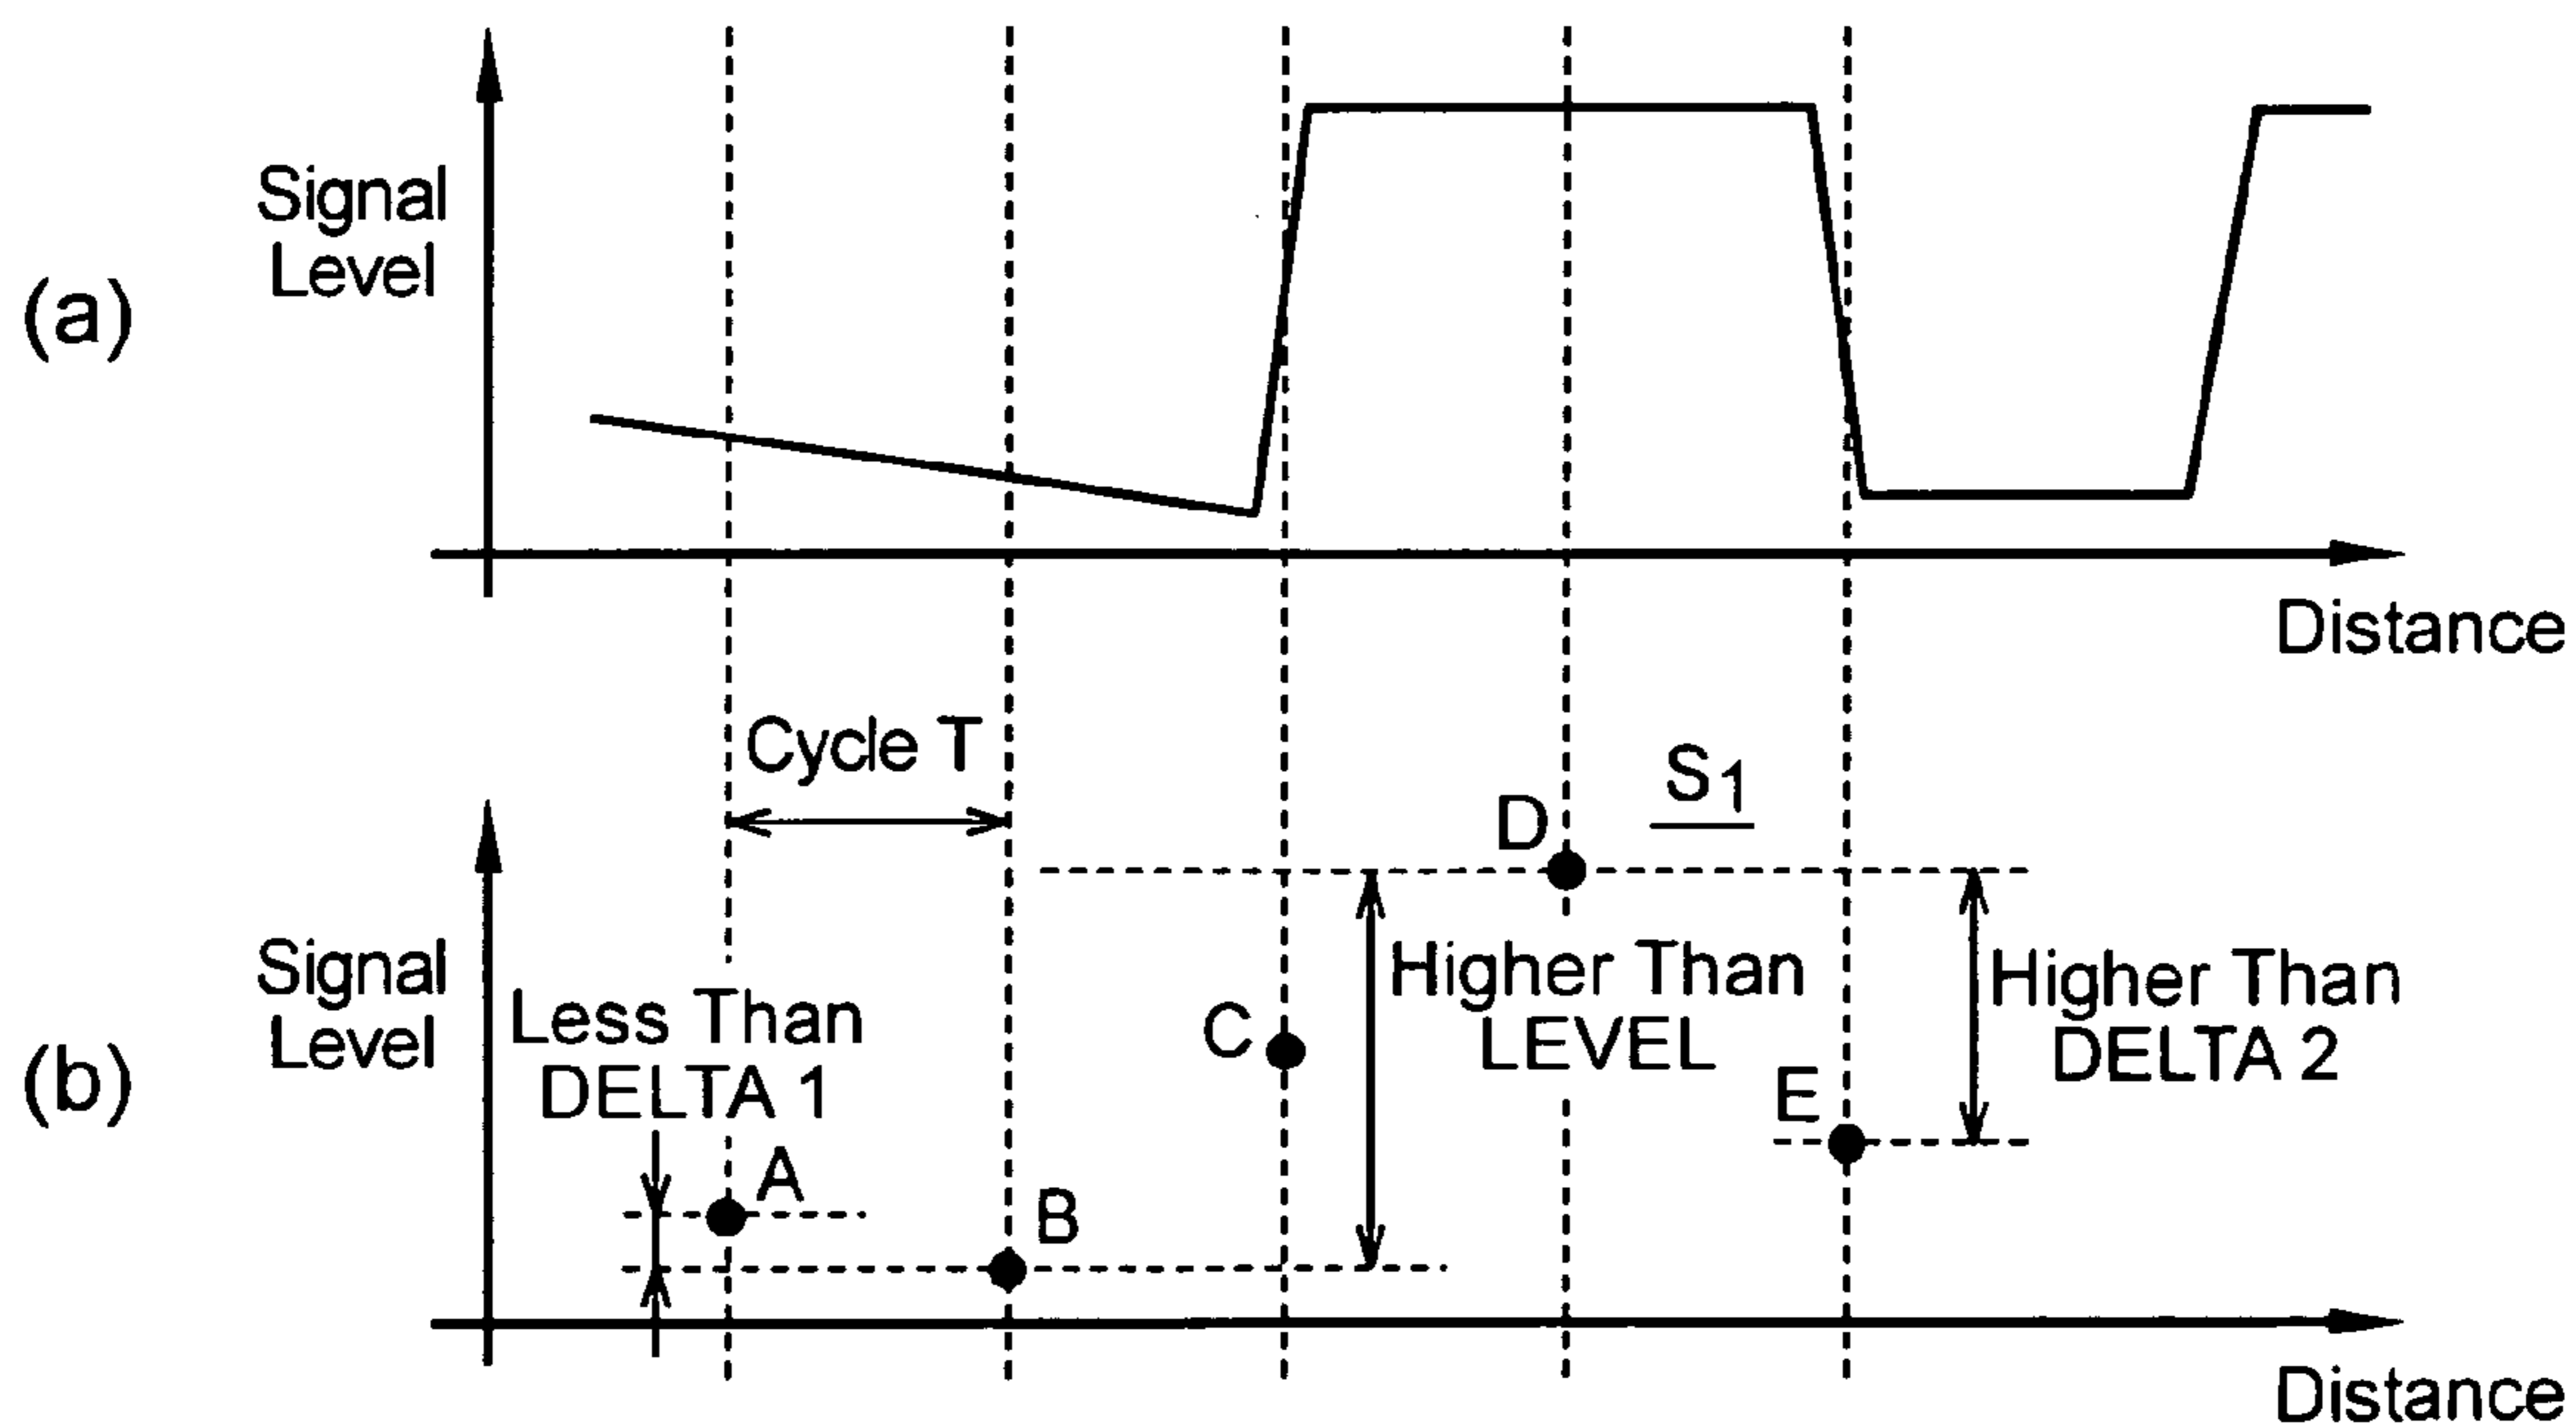 (a)
Signal
Level
Distance
Cycle T
S1
(b)
Signal
Level
Less Than
DELTA 1
A
B
C
D
Higher Than
LEVEL
E
Higher Than
DELTA 2
Distance